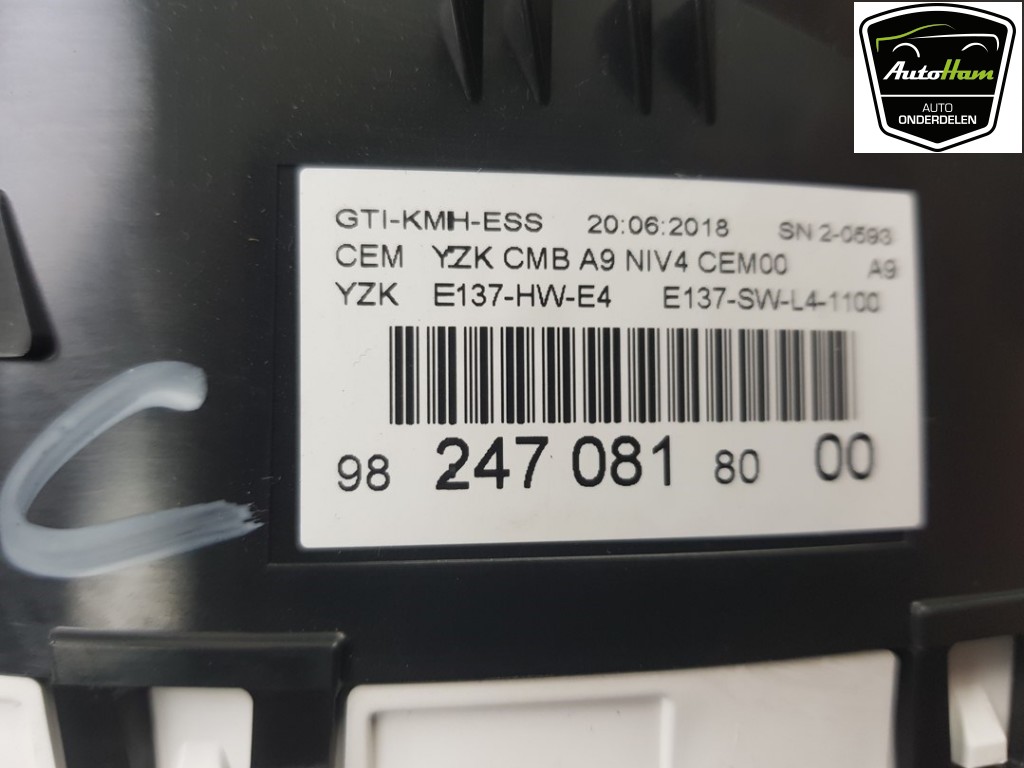 AutoHam
AUTO
ONDERDELEN
GTI-KMH-ESS 20:06:2018 SN 2-0593
CEM YZK CMB A9 NIV4 CEM00 A9
YZK E137-HW-E4 E137-SW-L4-1100
98 247 081 80 00